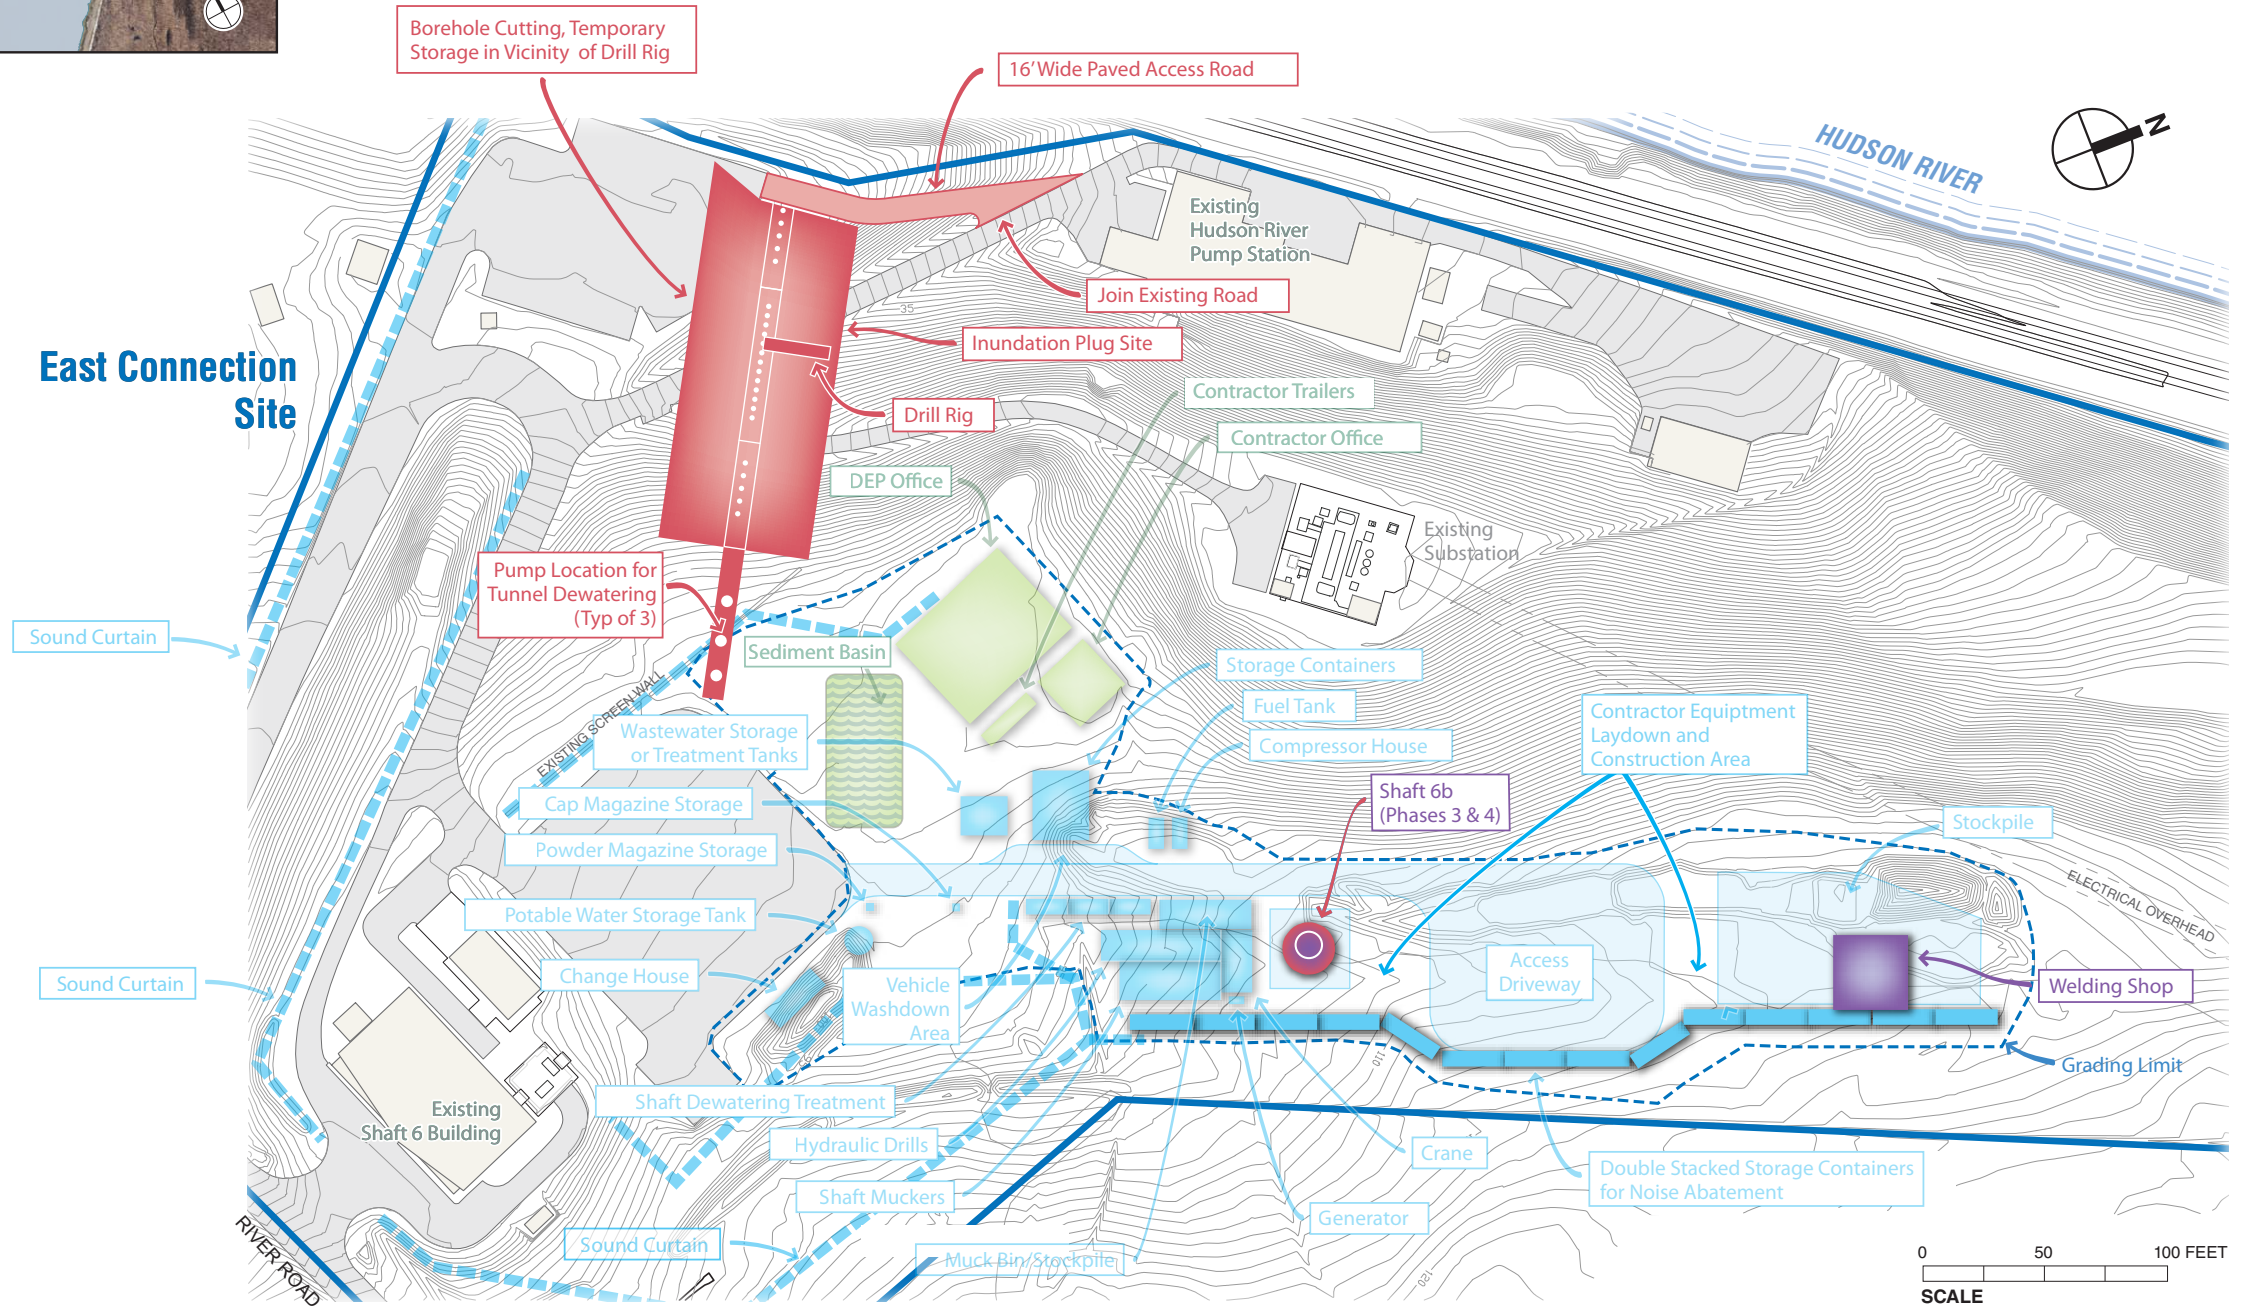 Borehole Cutting, Temporary
Storage in Vicinity of Drill Rig
16' Wide Paved Access Road
HUDSON RIVER
N
Existing
Hudson River
Pump Station
Join Existing Road
35
Inundation Plug Site
East Connection
Site
Contractor Trailers
Drill Rig
Contractor Office
DEP Office
Existing
Substation
Pump Location for
Tunnel Dewatering
(Typ of 3)
Sound Curtain
Sediment Basin
Storage Containers
EXISTING SCREEN WALL
Fuel Tank
Contractor Equiptment
Laydown and
Construction Area
Wastewater Storage
or Treatment Tanks
Compressor House
Shaft 6b
(Phases 3 & 4)
Cap Magazine Storage
Stockpile
Powder Magazine Storage
ELECTRICAL OVERHEAD
Potable Water Storage Tank
Access
Driveway
Change House
Sound Curtain
Vehicle
Washdown
Area
Welding Shop
110
Grading Limit
Existing
Shaft 6 Building
Shaft Dewatering Treatment
Hydraulic Drills
Crane
Double Stacked Storage Containers
for Noise Abatement
Shaft Muckers
Generator
RIVER ROAD
Sound Curtain
Muck Bin/Stockpile
120
0 50 100 FEET
SCALE